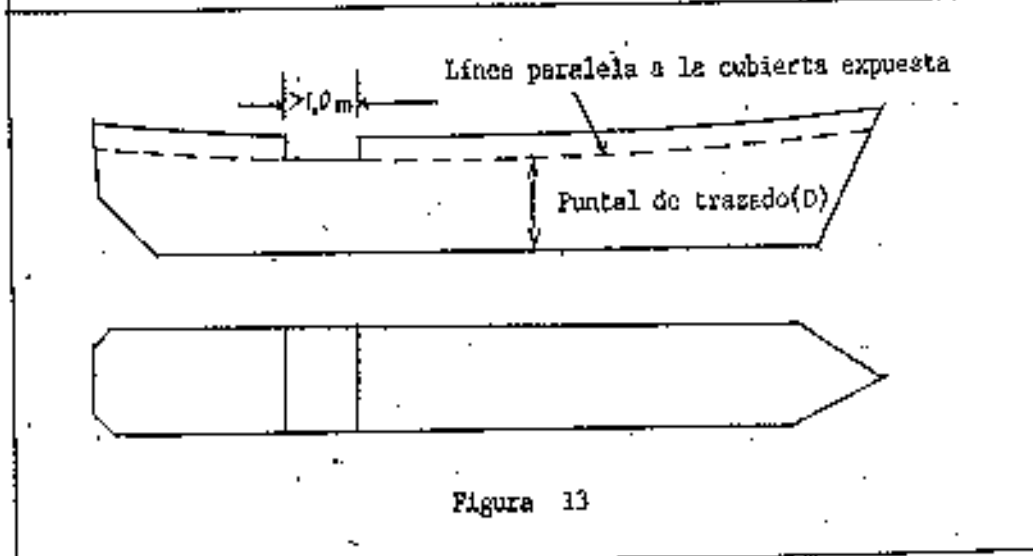 Línea paralela a la cubierta expuesta
>1,0 m
Puntal de trazado(D)
Figura 13